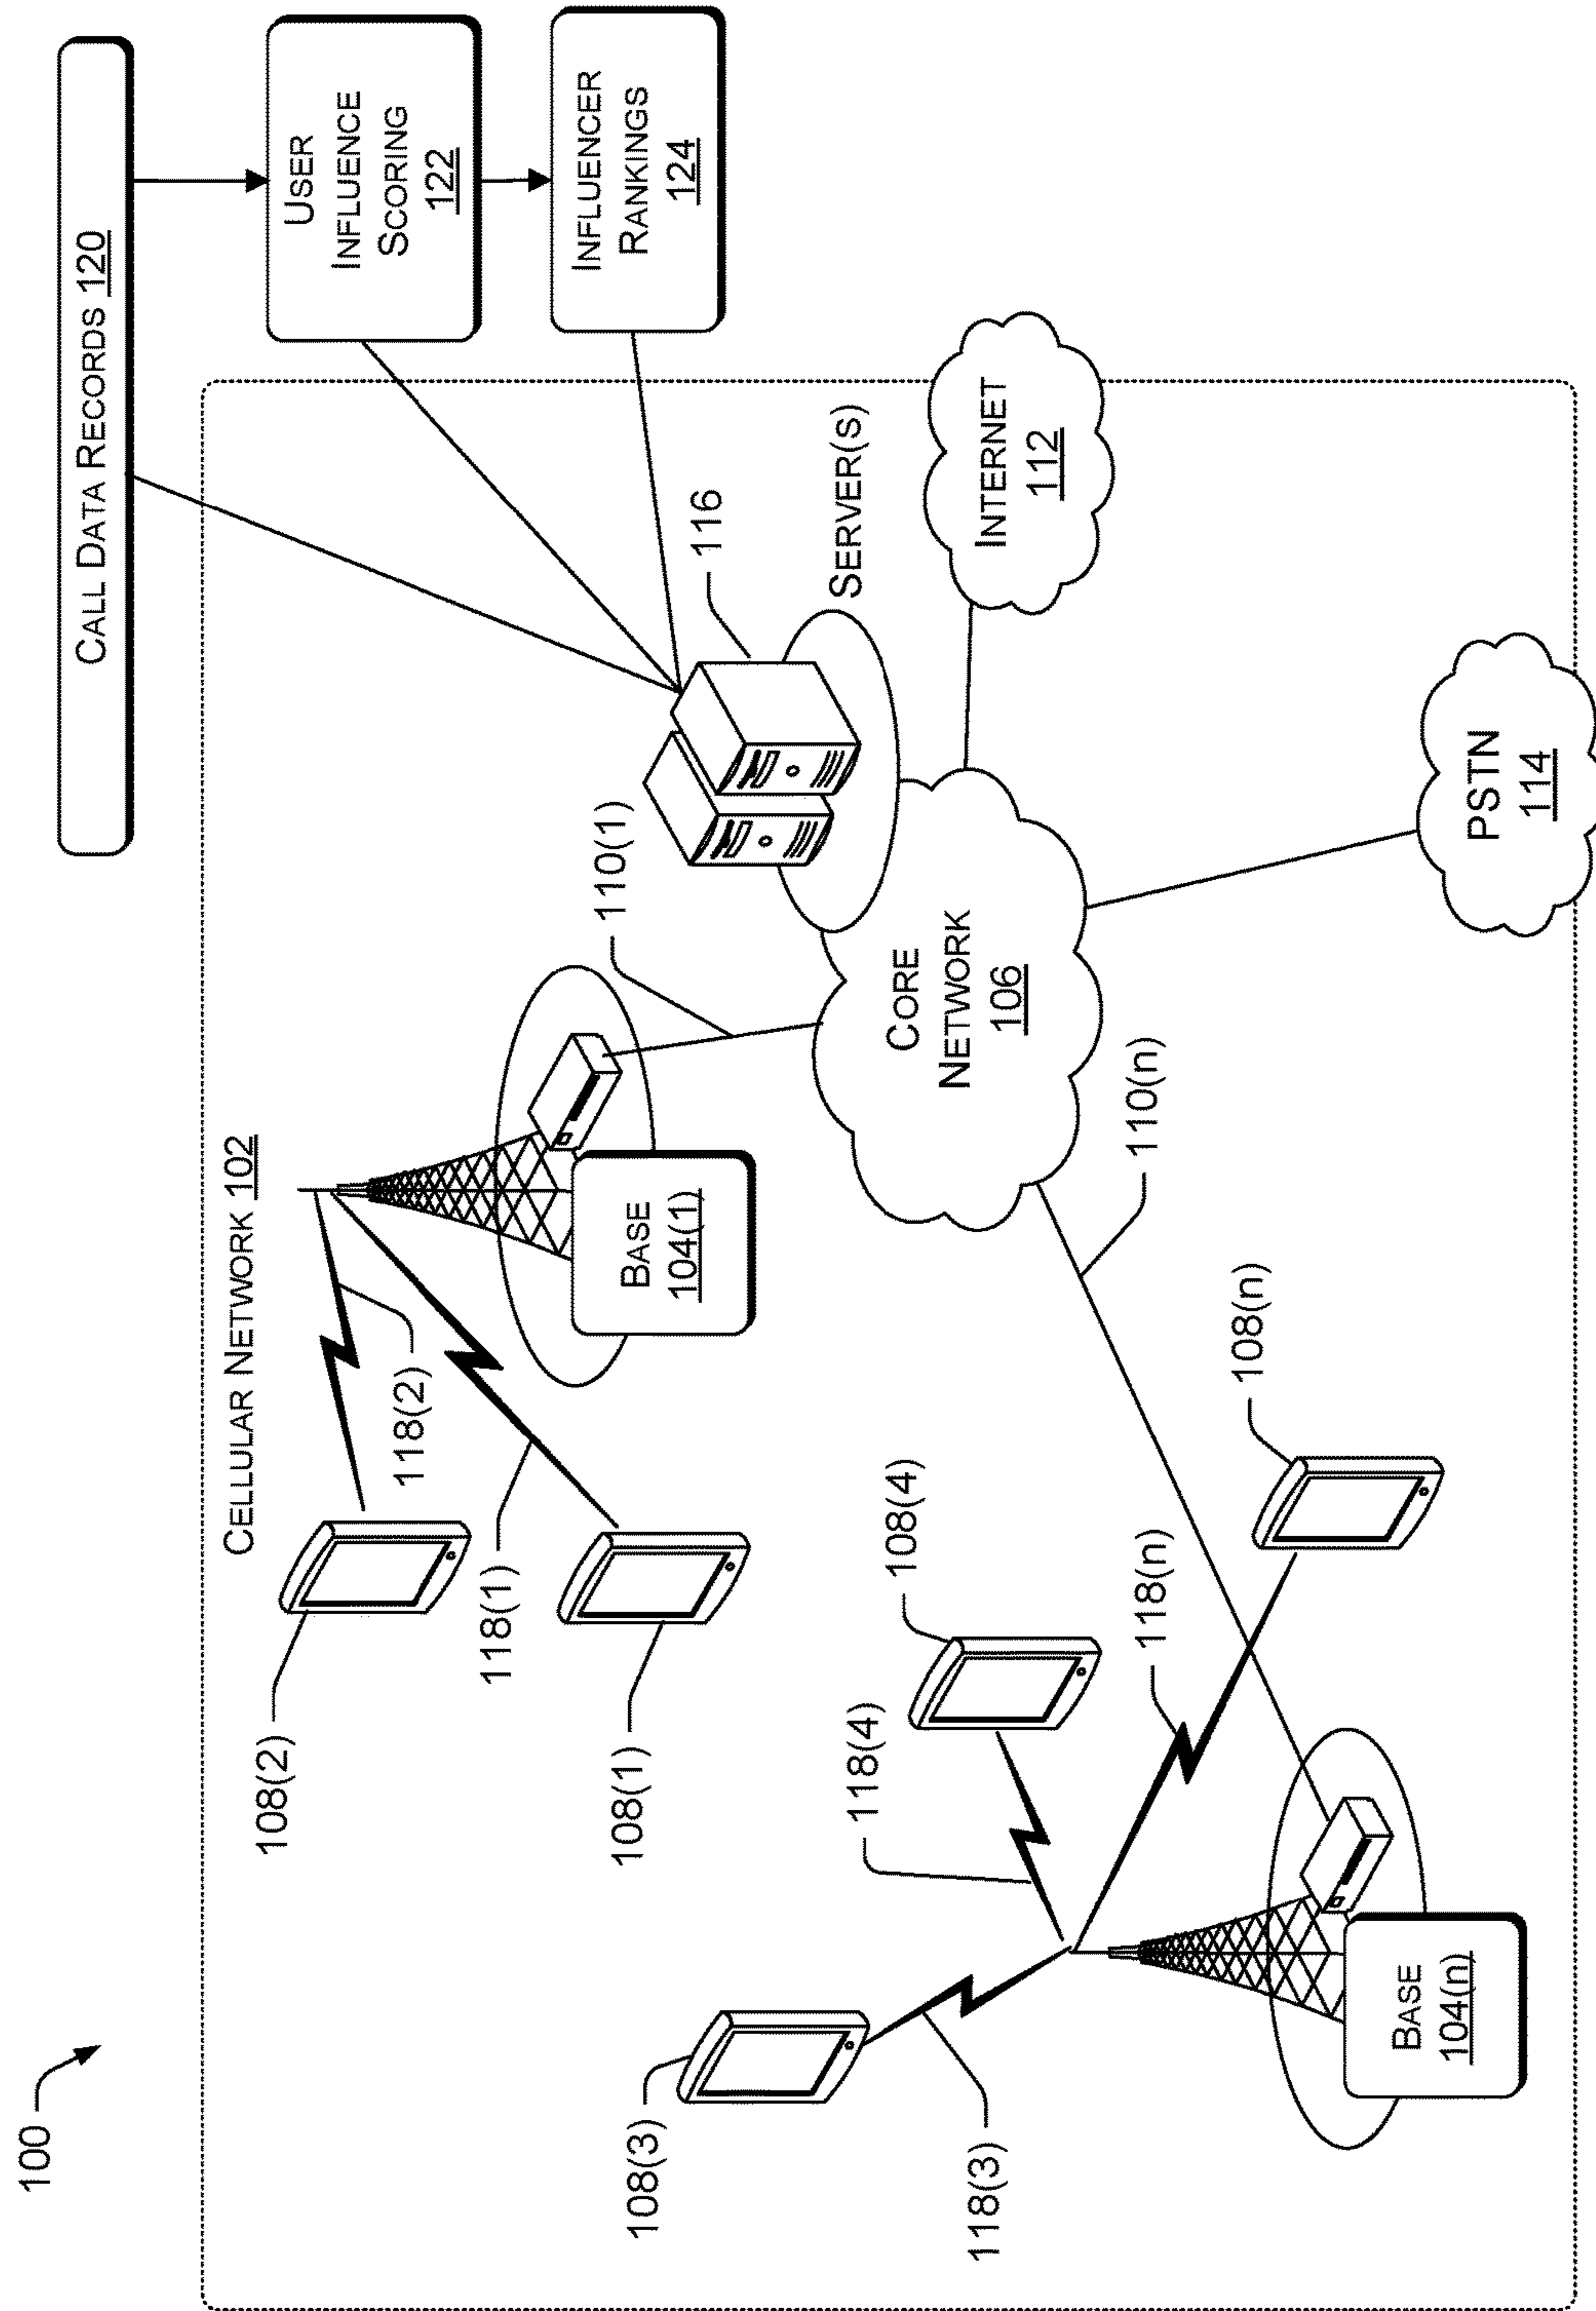 100
CALL DATA RECORDS 120
USER
INFLUENCE
SCORING
122
INFLUENCER
RANKINGS
124
CELLULAR NETWORK 102
108(2)
118(2)
118(1)
108(1)
BASE
104(1)
110(1)
116
SERVER(S)
INTERNET
112
CORE
NETWORK
106
PSTN
114
110(n)
108(3)
118(3)
118(4)
108(4)
118(n)
108(n)
BASE
104(n)